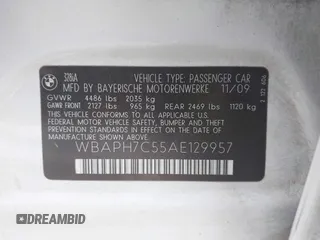 BMW
328iA
VEHICLE TYPE: PASSENGER CAR
MFD BY BAYERISCHE MOTORENWERKE 11/09
GVWR 4486 lbs 2035 kg
GAWR FRONT 2127 lbs 965 kg REAR 2469 lbs 1120 kg
THIS VEHICLE CONFORMS TO ALL APPLICABLE FEDERAL MOTOR
VEHICLE SAFETY, BUMPER, AND THEFT PREVENTION STANDARDS
IN EFFECT ON THE DATE OF MANUFACTURE SHOWN ABOVE
WBAPH7C55AE129957
DREAMBID